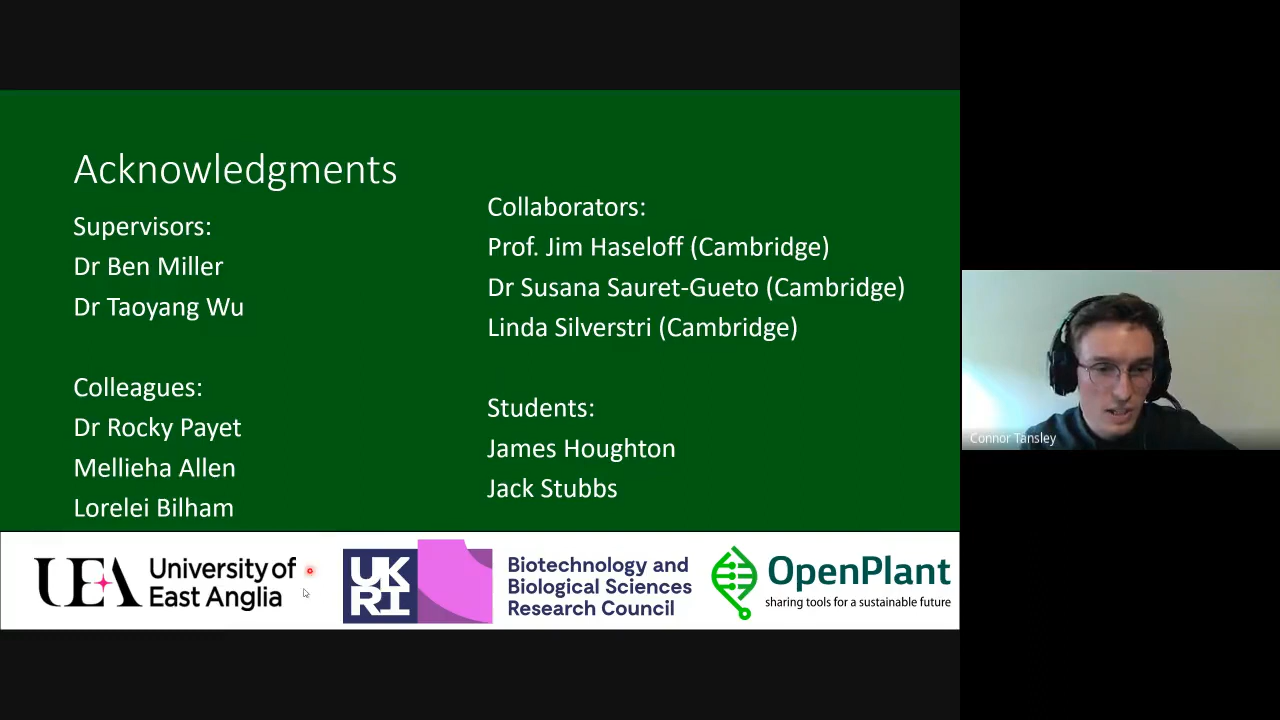 Acknowledgments
Supervisors:
Dr Ben Miller
Dr Taoyang Wu
Colleagues:
Dr Rocky Payet
Mellieha Allen
Lorelei Bilham
Collaborators:
Prof. Jim Haseloff (Cambridge)
Dr Susana Sauret-Gueto (Cambridge)
Linda Silverstri (Cambridge)
Students:
James Houghton
Jack Stubbs
UEA University of
East Anglia
UK
RI
Biotechnology and
Biological Sciences
Research Council
OpenPlant
sharing tools for a sustainable future
Connor Tansley